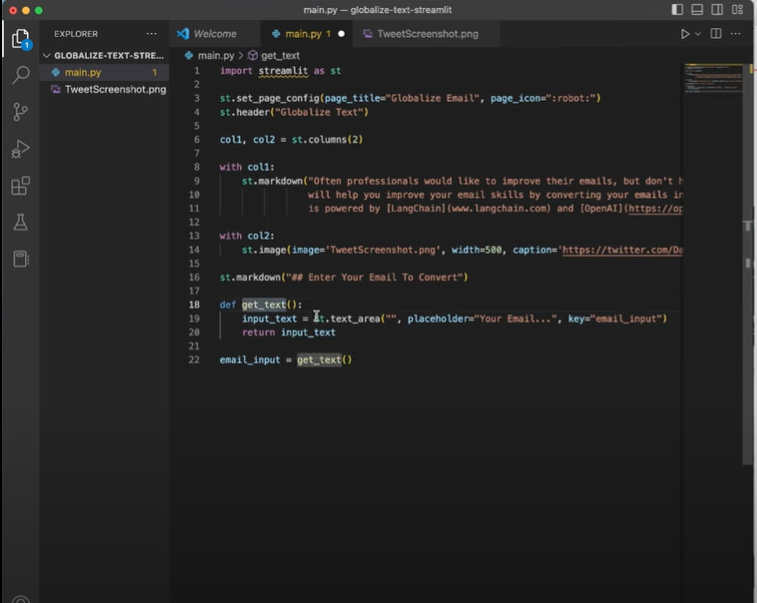 main.py — globalize-text-streamlit
EXPLORER
Welcome
main.py 1
TweetScreenshot.png
GLOBALIZE-TEXT-STRE...
main.py 1
TweetScreenshot.png
1
main.py > get_text
1 import streamlit as st
2
3 st.set_page_config(page_title="Globalize Email", page_icon=":robot:")
4 st.header("Globalize Text")
5
6 col1, col2 = st.columns(2)
7
8 with col1:
9 st.markdown("Often professionals would like to improve their emails, but don't h
10 will help you improve your email skills by converting your emails in
11 is powered by [LangChain](www.langchain.com) and [OpenAI](https://op
12
13 with col2:
14 st.image(image='TweetScreenshot.png', width=500, caption='https://twitter.com/Da
15
16 st.markdown("## Enter Your Email To Convert")
17
18 def get_text():
19 input_text = st.text_area("", placeholder="Your Email...", key="email_input")
20 return input_text
21
22 email_input = get_text()